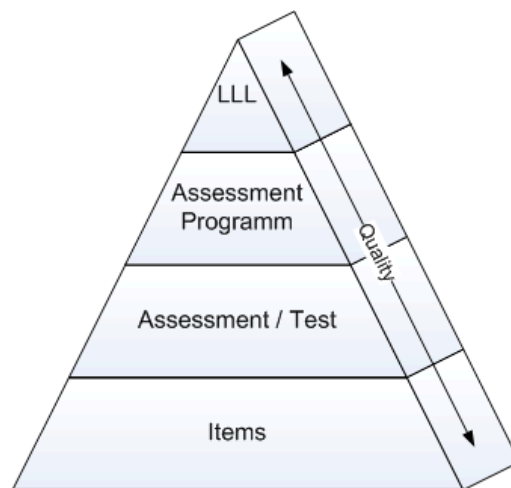 LLL
Assessment
Programm
Quality
Assessment / Test
Items